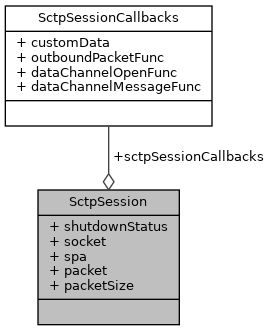 SctpSessionCallbacks
+ customData
+ outboundPacketFunc
+ dataChannelOpenFunc
+ dataChannelMessageFunc
+sctpSessionCallbacks
SctpSession
+ shutdownStatus
+ socket
+ spa
+ packet
+ packetSize